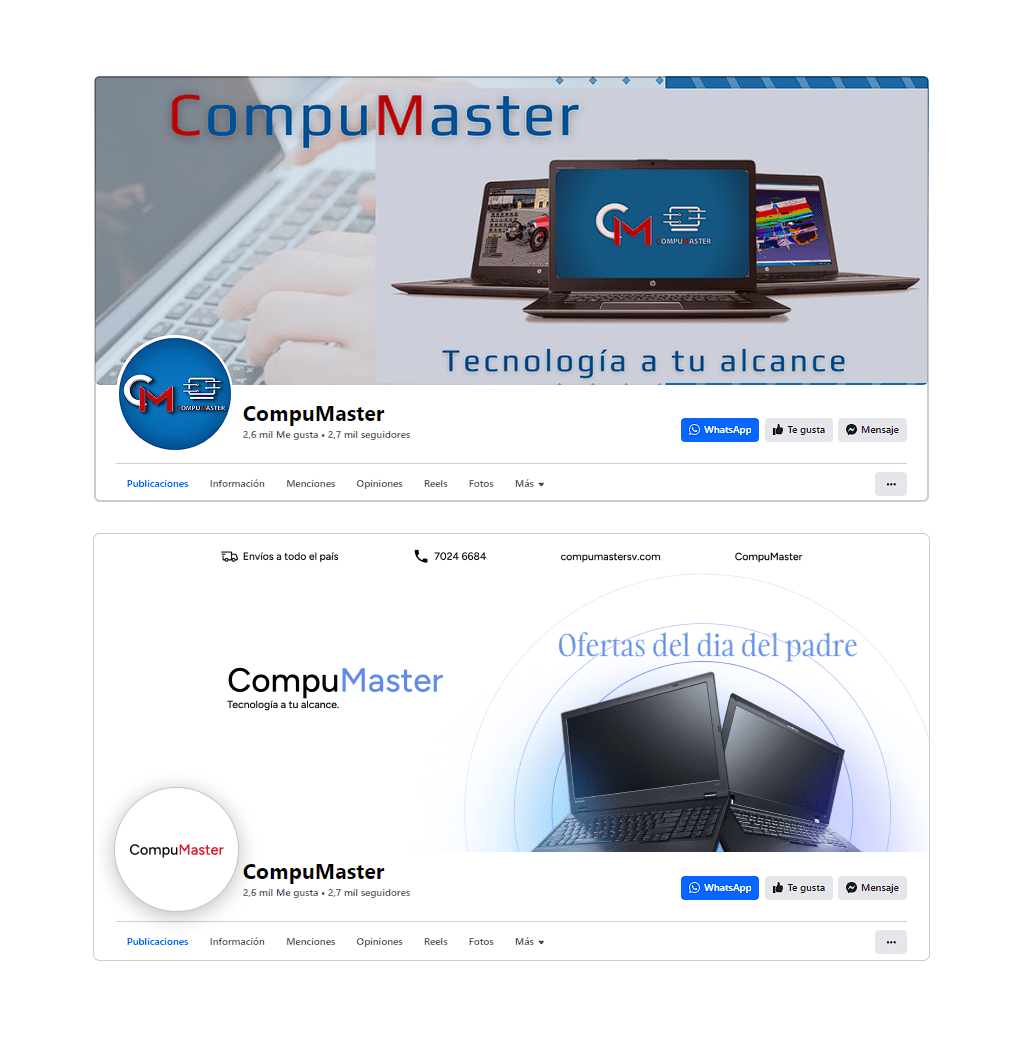 CompuMaster
CM
COMPUMASTER
hp
Tecnología a tu alcance
CM
COMPUMASTER
CompuMaster
2,6 mil Me gusta • 2,7 mil seguidores
WhatsApp
Te gusta
Mensaje
Publicaciones
Información
Menciones
Opiniones
Reels
Fotos
Más
Envíos a todo el país
7024 6684
compumastersv.com
CompuMaster
Ofertas del dia del padre
CompuMaster
Tecnología a tu alcance.
CompuMaster
CompuMaster
2,6 mil Me gusta • 2,7 mil seguidores
WhatsApp
Te gusta
Mensaje
Publicaciones
Información
Menciones
Opiniones
Reels
Fotos
Más